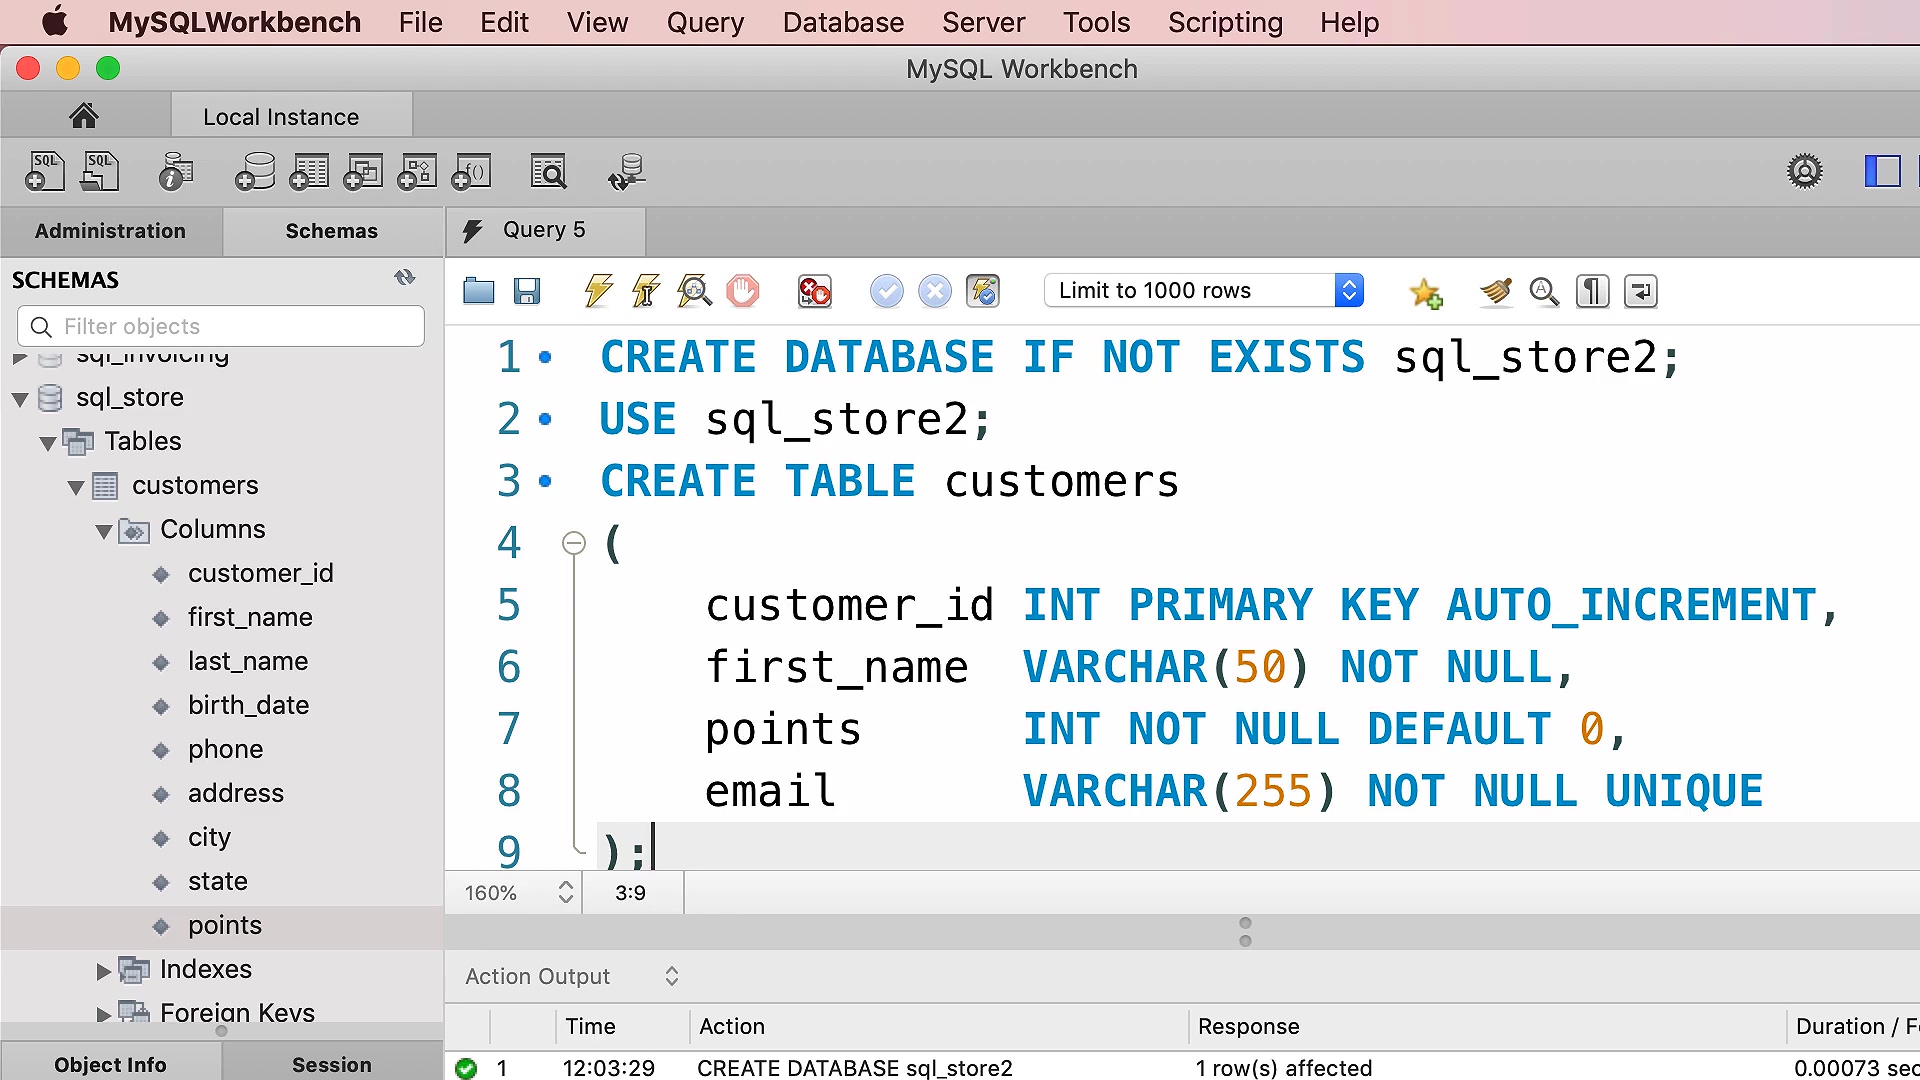 MySQLWorkbench File Edit View Query Database Server Tools Scripting Help
MySQL Workbench
Local Instance
SQL SQL i f()
Administration Schemas Query 5
SCHEMAS
Filter objects
Limit to 1000 rows
sql_invoicing
sql_store
Tables
customers
Columns
customer_id
first_name
last_name
birth_date
phone
address
city
state
points
Indexes
Foreign Keys
Object Info Session
1 CREATE DATABASE IF NOT EXISTS sql_store2;
2 USE sql_store2;
3 CREATE TABLE customers
4 (
5 customer_id INT PRIMARY KEY AUTO_INCREMENT,
6 first_name VARCHAR(50) NOT NULL,
7 points INT NOT NULL DEFAULT 0,
8 email VARCHAR(255) NOT NULL UNIQUE
9 );
160% 3:9
Action Output
Time Action Response Duration / F
1 12:03:29 CREATE DATABASE sql_store2 1 row(s) affected 0.00073 sec